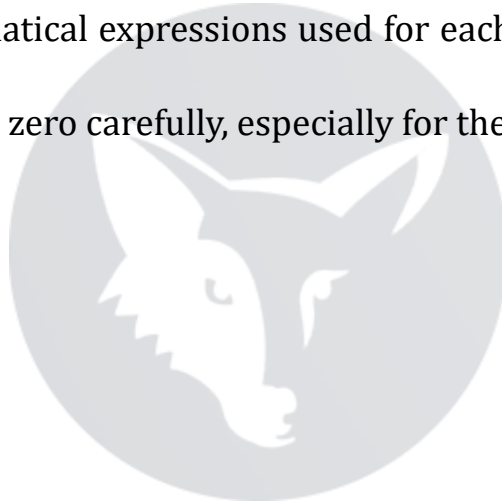 atical expressions used for each
zero carefully, especially for the